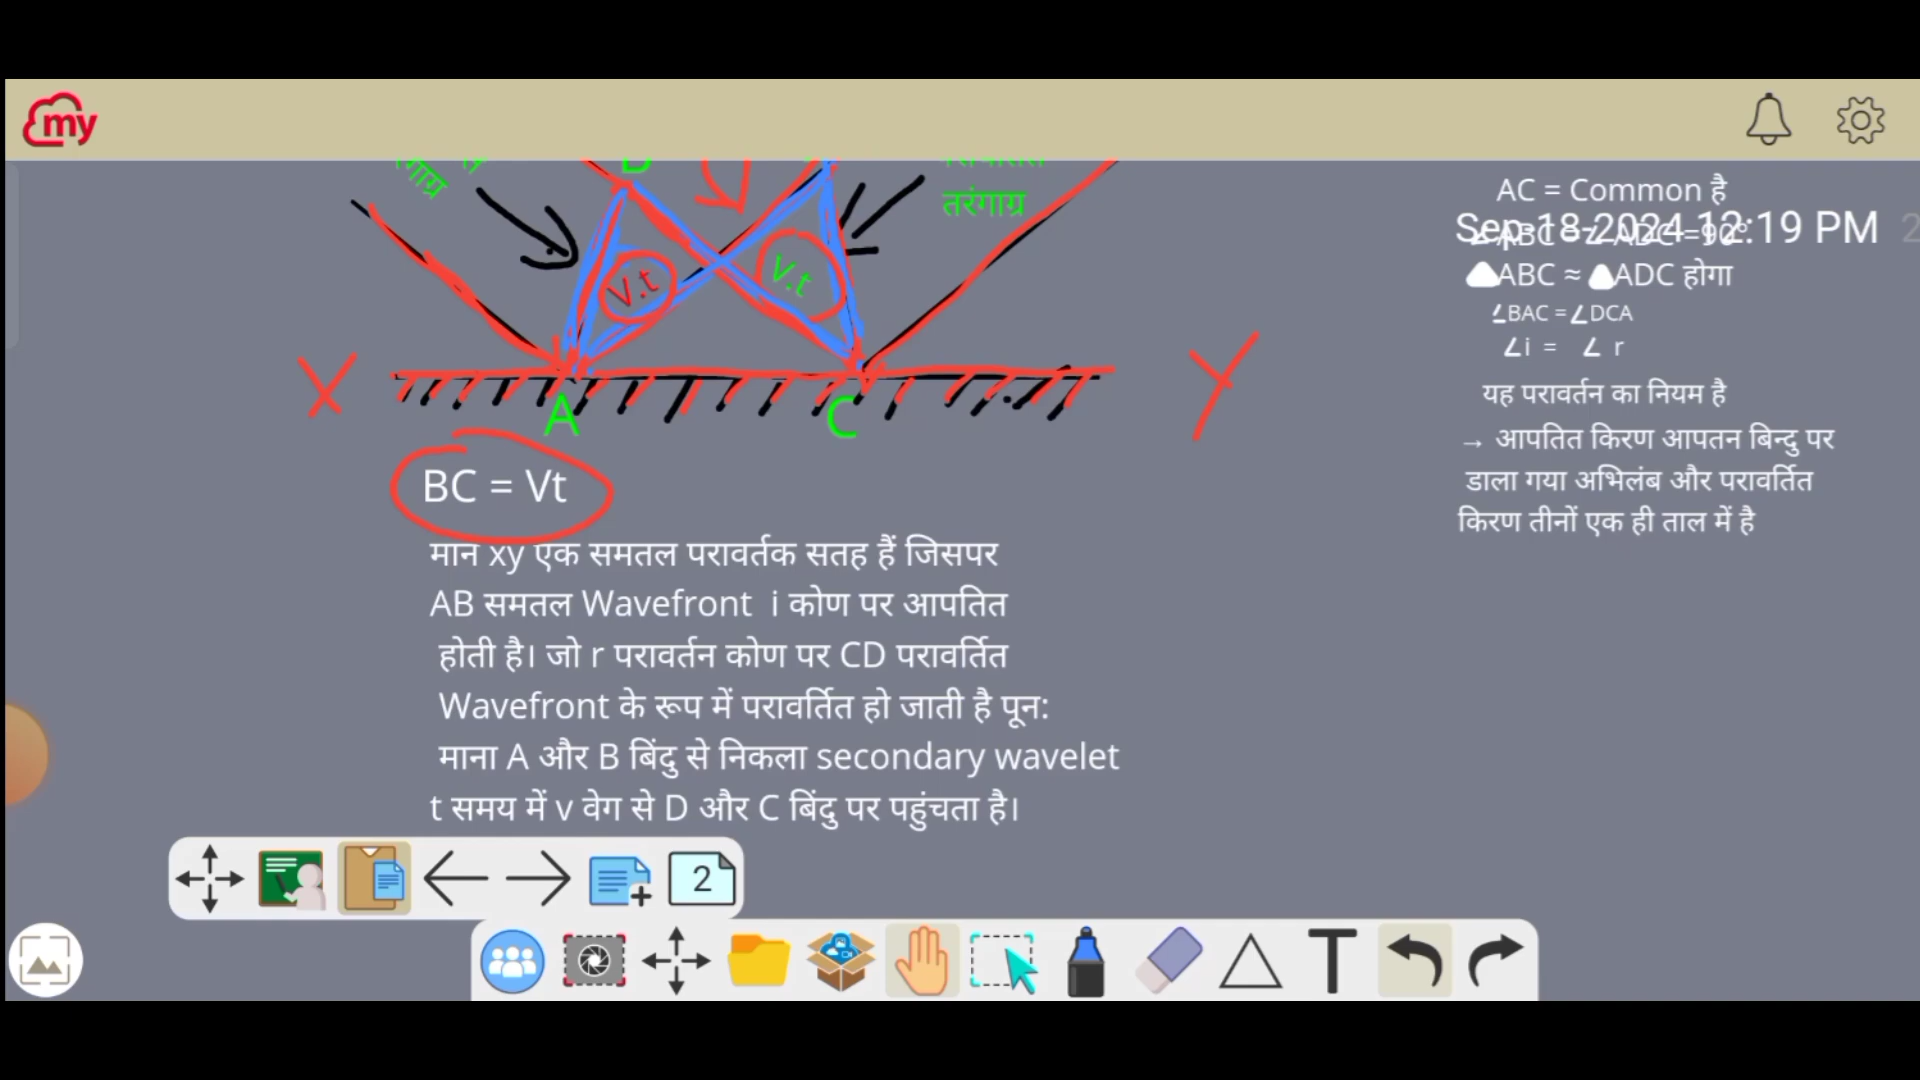 my
B
तरंगाग्र
V.t
V.t
X
Y
A
C
BC = Vt
मान xy एक समतल परावर्तक सतह हैं जिसपर
AB समतल Wavefront i कोण पर आपतित
होती है। जो r परावर्तन कोण पर CD परावर्तित
Wavefront के रूप में परावर्तित हो जाती है पून:
माना A और B बिंदु से निकला secondary wavelet
t समय में v वेग से D और C बिंदु पर पहुंचता है।
AC = Common है
Sep-18-2024 12:19 PM
∠ABC = ∠ADC =90°
ABC ≈ ADC होगा
∠BAC = ∠DCA
∠i = ∠ r
यह परावर्तन का नियम है
→ आपतित किरण आपतन बिन्दु पर
डाला गया अभिलंब और परावर्तित
किरण तीनों एक ही ताल में है
2
T